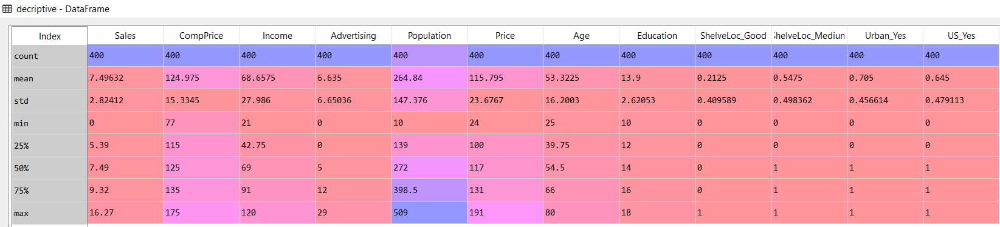 decriptive - DataFrame
Index Sales CompPrice Income Advertising Population Price Age Education ShelveLoc_Good ShelveLoc_Medium Urban_Yes US_Yes
count 400 400 400 400 400 400 400 400 400 400 400 400
mean 7.49632 124.975 68.6575 6.635 264.84 115.795 53.3225 13.9 0.2125 0.5475 0.705 0.645
std 2.82412 15.3345 27.986 6.65036 147.376 23.6767 16.2003 2.62053 0.409589 0.498362 0.456614 0.479113
min 0 77 21 0 10 24 25 10 0 0 0 0
25% 5.39 115 42.75 0 139 100 39.75 12 0 0 0 0
50% 7.49 125 69 5 272 117 54.5 14 0 1 1 1
75% 9.32 135 91 12 398.5 131 66 16 0 1 1 1
max 16.27 175 120 29 509 191 80 18 1 1 1 1